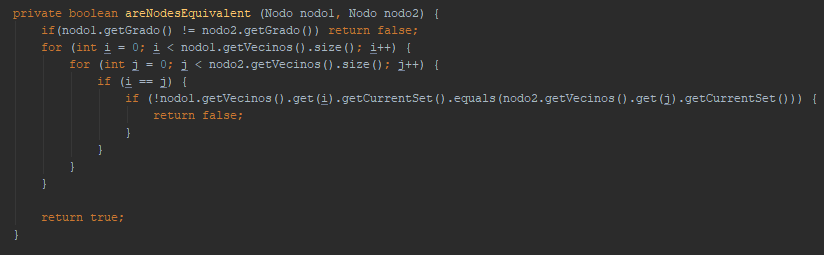 private boolean areNodesEquivalent (Nodo nodo1, Nodo nodo2) {
if(nodo1.getGrado() != nodo2.getGrado()) return false;
for (int i = 0; i < nodo1.getVecinos().size(); i++) {
for (int j = 0; j < nodo2.getVecinos().size(); j++) {
if (i == j) {
if (!nodo1.getVecinos().get(i).getCurrentSet().equals(nodo2.getVecinos().get(j).getCurrentSet())) {
return false;
}
}
}
}
return true;
}